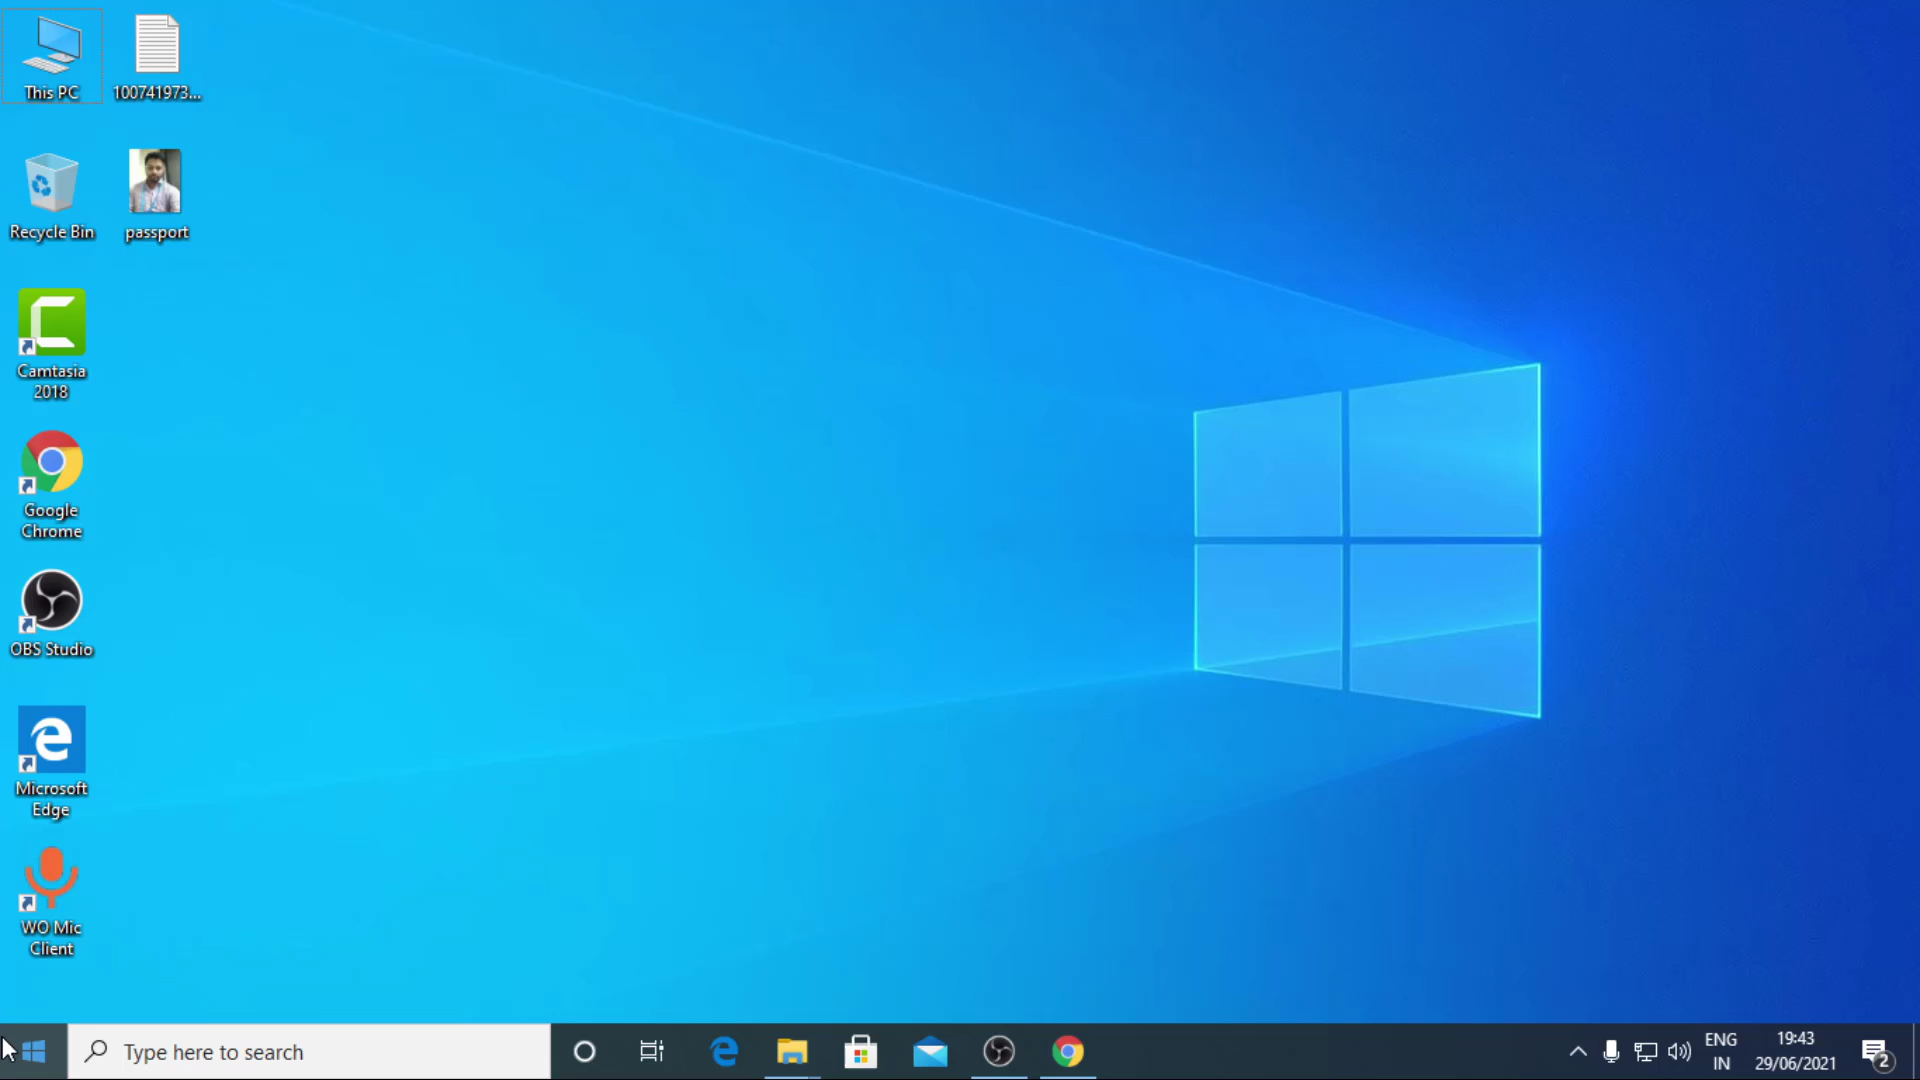 This PC
100741973...
Recycle Bin
passport
Camtasia
2018
Google
Chrome
OBS Studio
Microsoft
Edge
WO Mic
Client
Type here to search
ENG
IN
19:43
29/06/2021
2